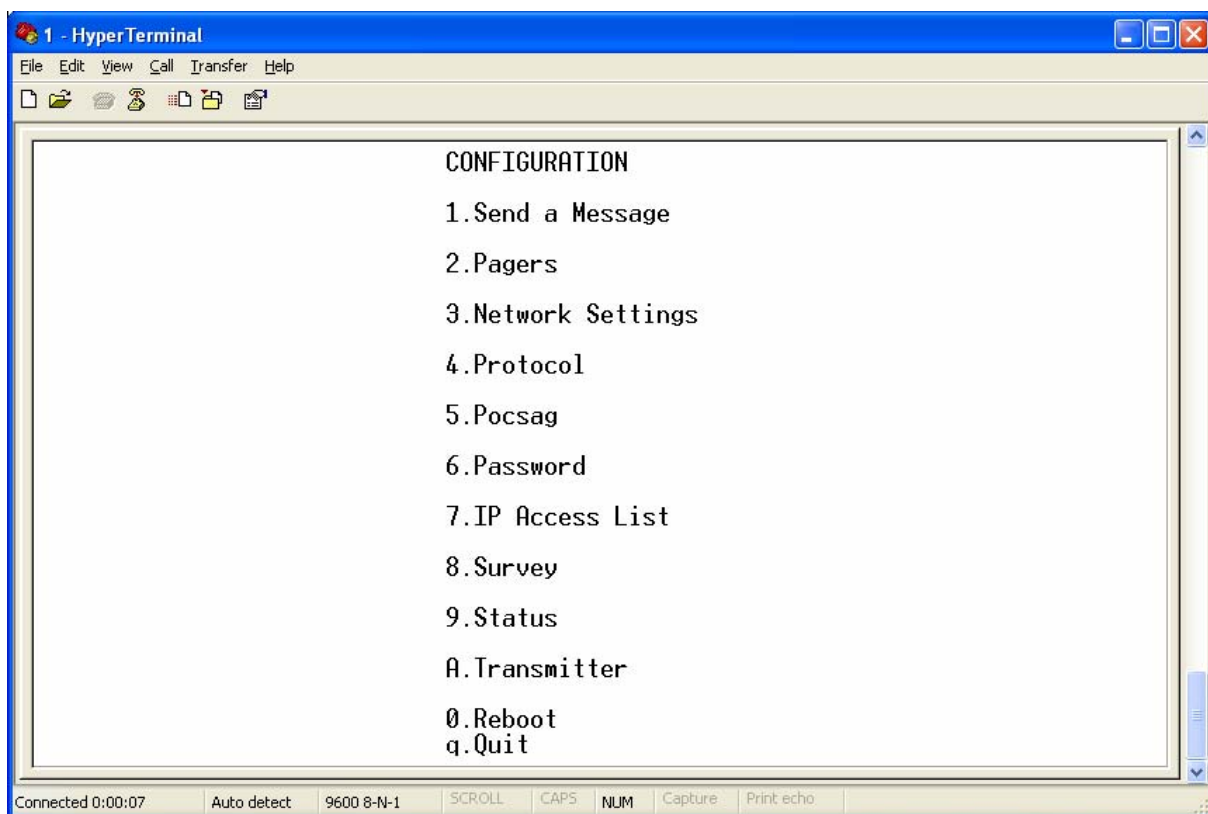 1 - HyperTerminal
File Edit View Call Transfer Help
CONFIGURATION
1.Send a Message
2.Pagers
3.Network Settings
4.Protocol
5.Pocsag
6.Password
7.IP Access List
8.Survey
9.Status
A.Transmitter
0.Reboot
q.Quit
Connected 0:00:07 Auto detect 9600 8-N-1 SCROLL CAPS NUM Capture Print echo